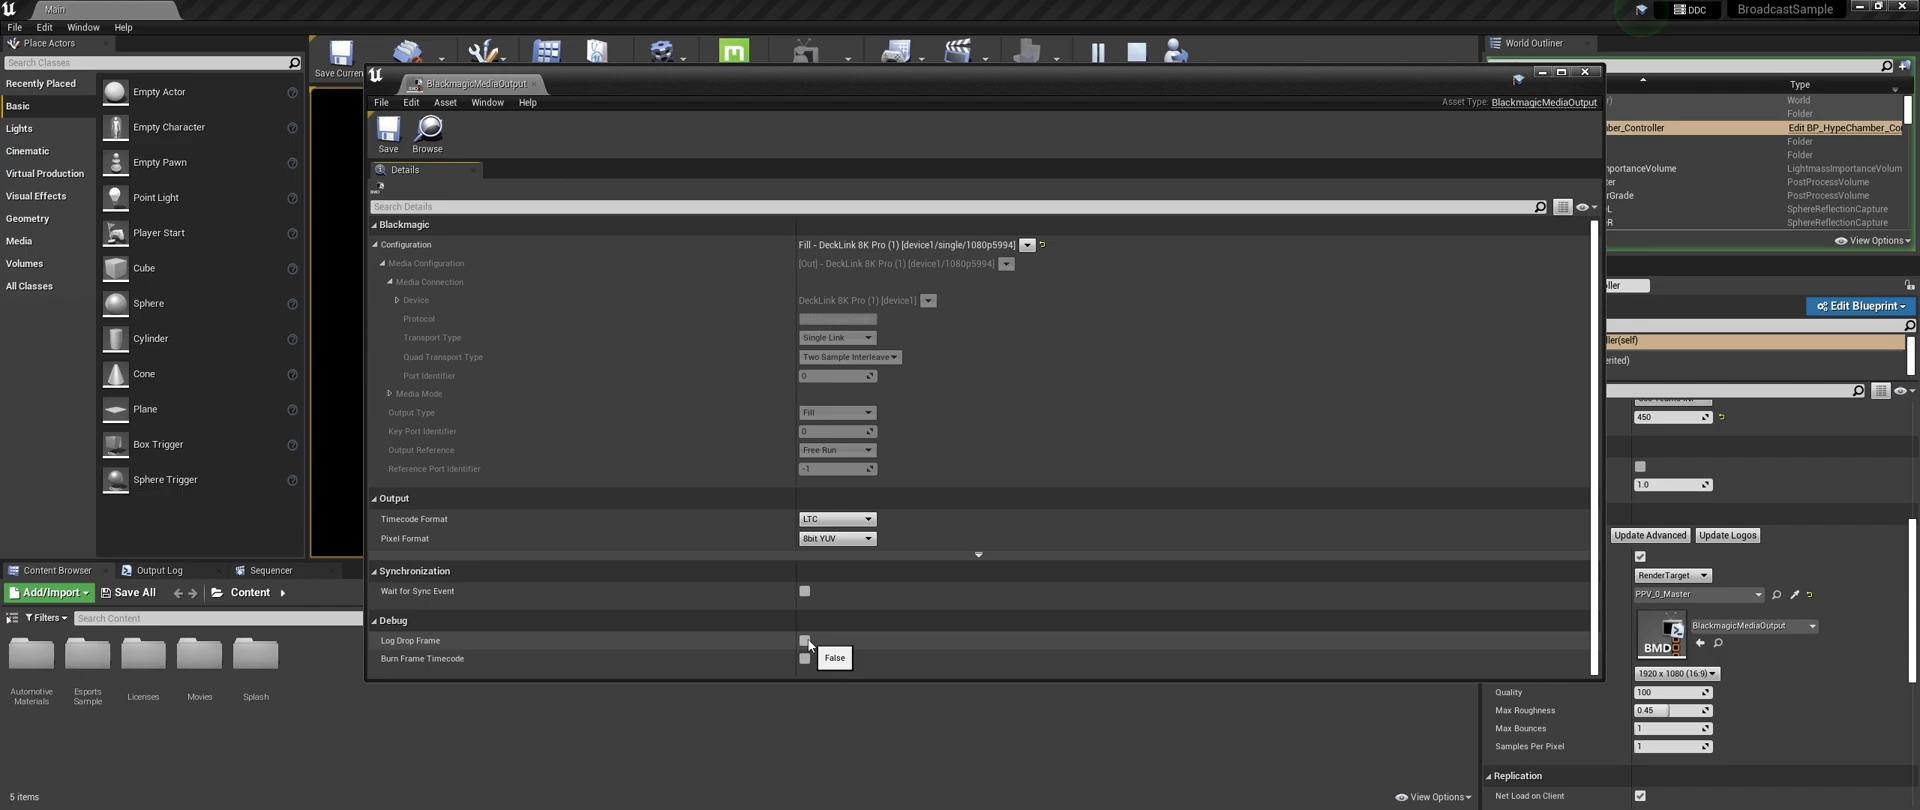 Main
DDC
BroadcastSample
File Edit Window Help
Place Actors
Search Classes
Recently Placed
Basic
Lights
Cinematic
Virtual Production
Visual Effects
Geometry
Media
Volumes
All Classes
Empty Actor
Empty Character
Empty Pawn
Point Light
Player Start
Cube
Sphere
Cylinder
Cone
Plane
Box Trigger
Sphere Trigger
Save Curren
BlackmagicMediaOutput
File Edit Asset Window Help
Asset Type: BlackmagicMediaOutput
Save Browse
Details
Search Details
Blackmagic
Configuration Fill - DeckLink 8K Pro (1) [device1/single/1080p5994]
Media Configuration [Out] - DeckLink 8K Pro (1) [device1/1080p5994]
Media Connection
Device DeckLink 8K Pro (1) [device1]
Protocol
Transport Type Single Link
Quad Transport Type Two Sample Interleave
Port Identifier 0
Media Mode
Output Type Fill
Key Port Identifier 0
Output Reference Free Run
Reference Port Identifier -1
Output
Timecode Format LTC
Pixel Format 8bit YUV
Synchronization
Wait for Sync Event
Debug
Log Drop Frame
Burn Frame Timecode
False
World Outliner
Type
World
Folder
ber_Controller Edit BP_HypeChamber_Co
Folder
Folder
mportanceVolume LightmassImportanceVolum
ter PostProcessVolume
rGrade PostProcessVolume
L SphereReflectionCapture
R SphereReflectionCapture
View Options
ller
Edit Blueprint
ller(self)
erited)
450
1.0
Update Advanced Update Logos
RenderTarget
PPV_0_Master
BMD
BlackmagicMediaOutput
1920 x 1080 (16:9)
Quality 100
Max Roughness 0.45
Max Bounces 1
Samples Per Pixel 1
Replication
Net Load on Client
Content Browser Output Log Sequencer
Add/Import Save All Content
Filters Search Content
Automotive Materials
Esports Sample
Licenses
Movies
Splash
5 items
View Options